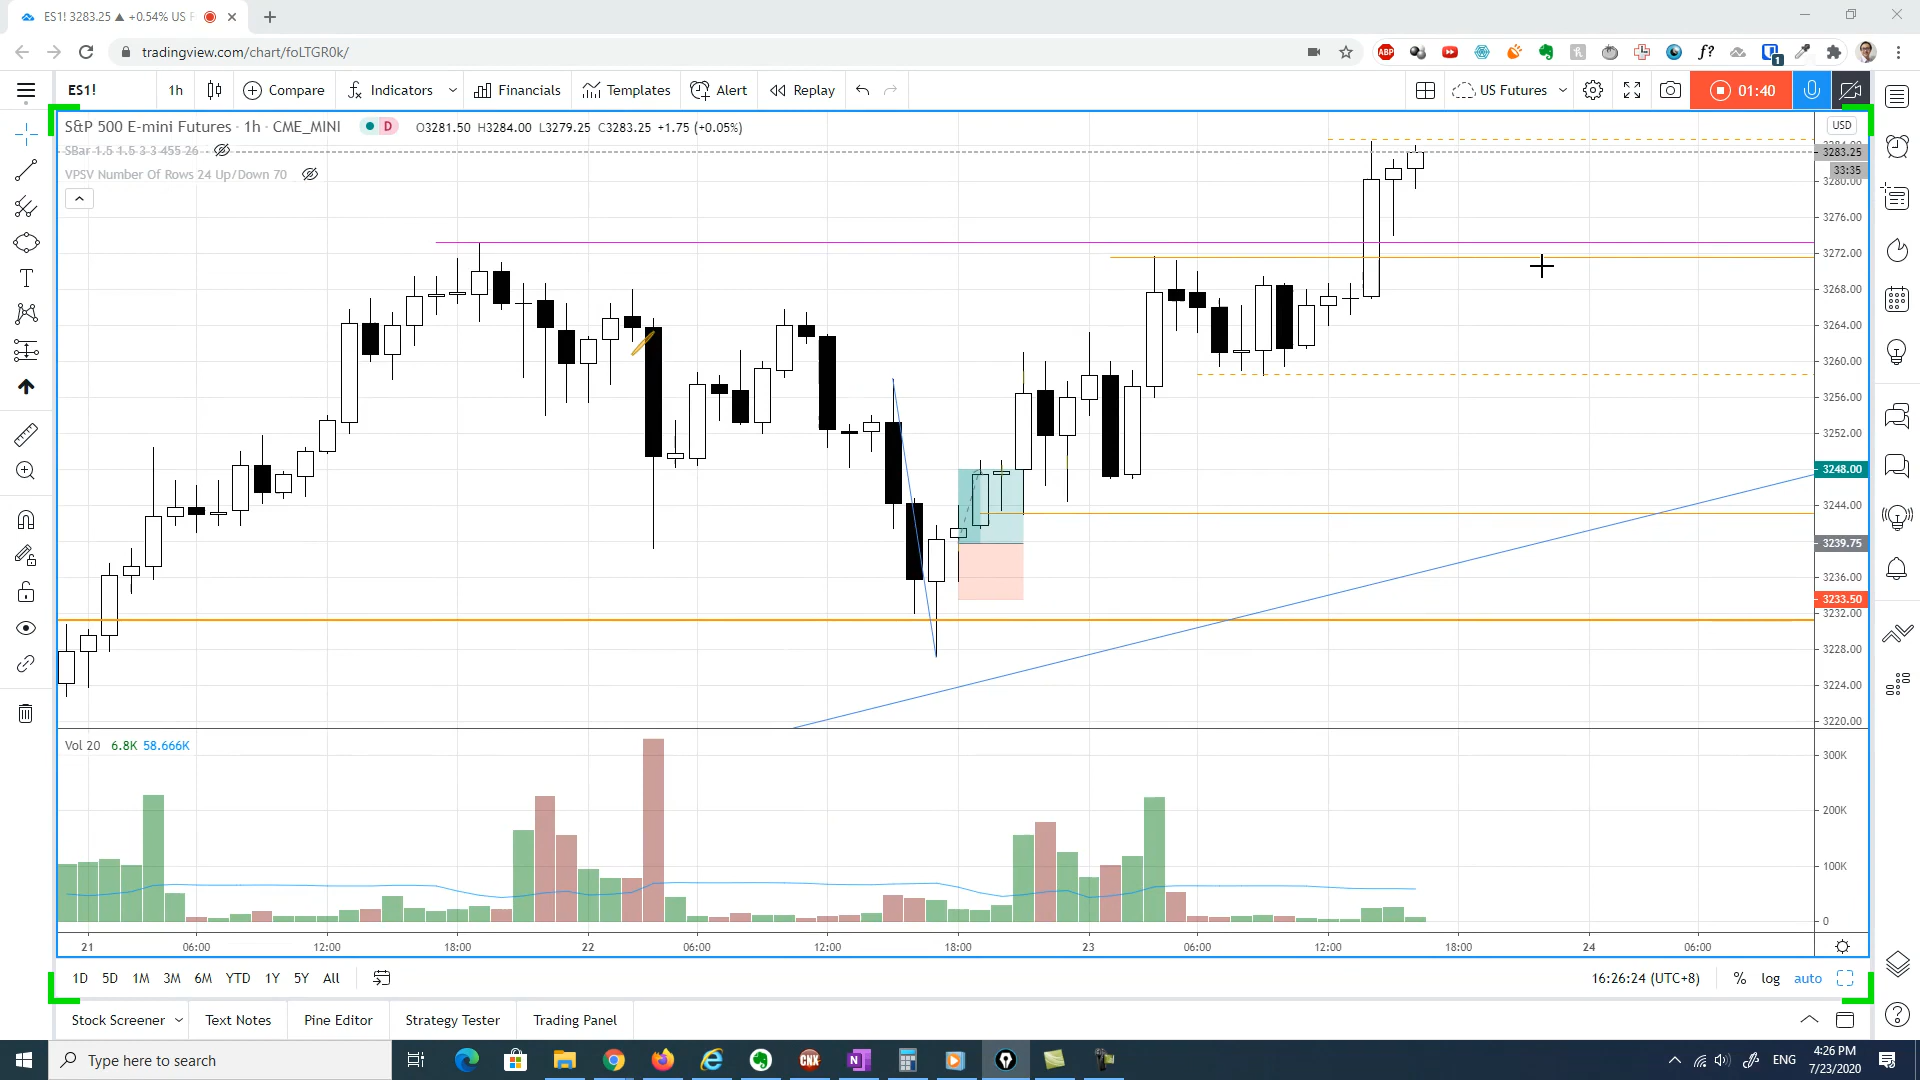 ES1! 3283.25 ▲ +0.54% US F
tradingview.com/chart/foLTGR0k/
ES1! 1h Compare Indicators Financials Templates Alert Replay US Futures 01:40
S&P 500 E-mini Futures · 1h · CME_MINI D O3281.50 H3284.00 L3279.25 C3283.25 +1.75 (+0.05%)
USD
SBar 1.5 1.5 3 3 455 26
3283.25
33:35
VPSV Number Of Rows 24 Up/Down 70
3280.00
3276.00
3272.00
3268.00
3264.00
3260.00
3256.00
3252.00
3248.00
3244.00
3239.75
3236.00
3233.50
3232.00
3228.00
3224.00
3220.00
Vol 20 6.8K 58.666K
300K
200K
100K
0
21 06:00 12:00 18:00 22 06:00 12:00 18:00 23 06:00 12:00 18:00 24 06:00
1D 5D 1M 3M 6M YTD 1Y 5Y All 16:26:24 (UTC+8) % log auto
Stock Screener Text Notes Pine Editor Strategy Tester Trading Panel
Type here to search
ENG
4:26 PM
7/23/2020